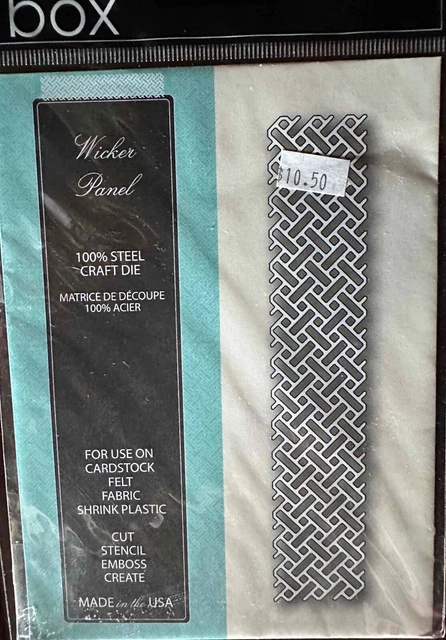 box
Wicker
Panel
100% STEEL
CRAFT DIE
MATRICE DE DÉCOUPE
100% ACIER
FOR USE ON
CARDSTOCK
FELT
FABRIC
SHRINK PLASTIC
CUT
STENCIL
EMBOSS
CREATE
MADE in the USA
$10.50